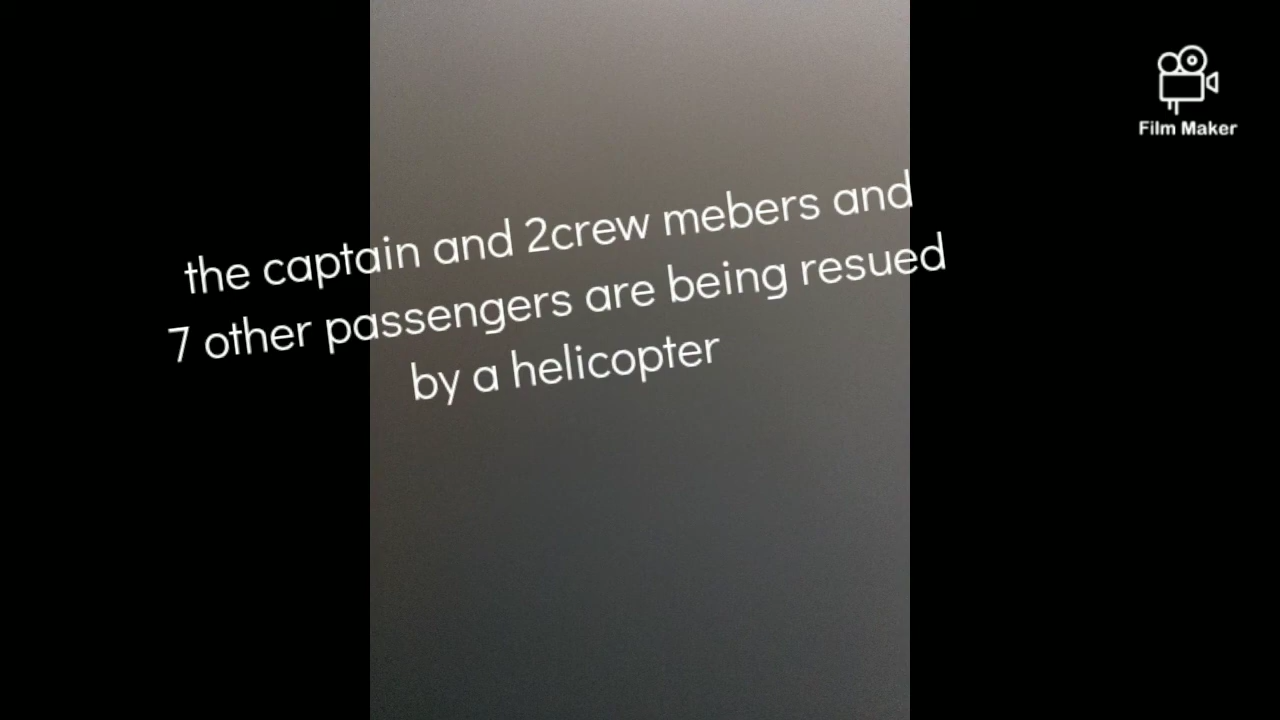 Film Maker
the captain and 2crew mebers and
7 other passengers are being resued
by a helicopter